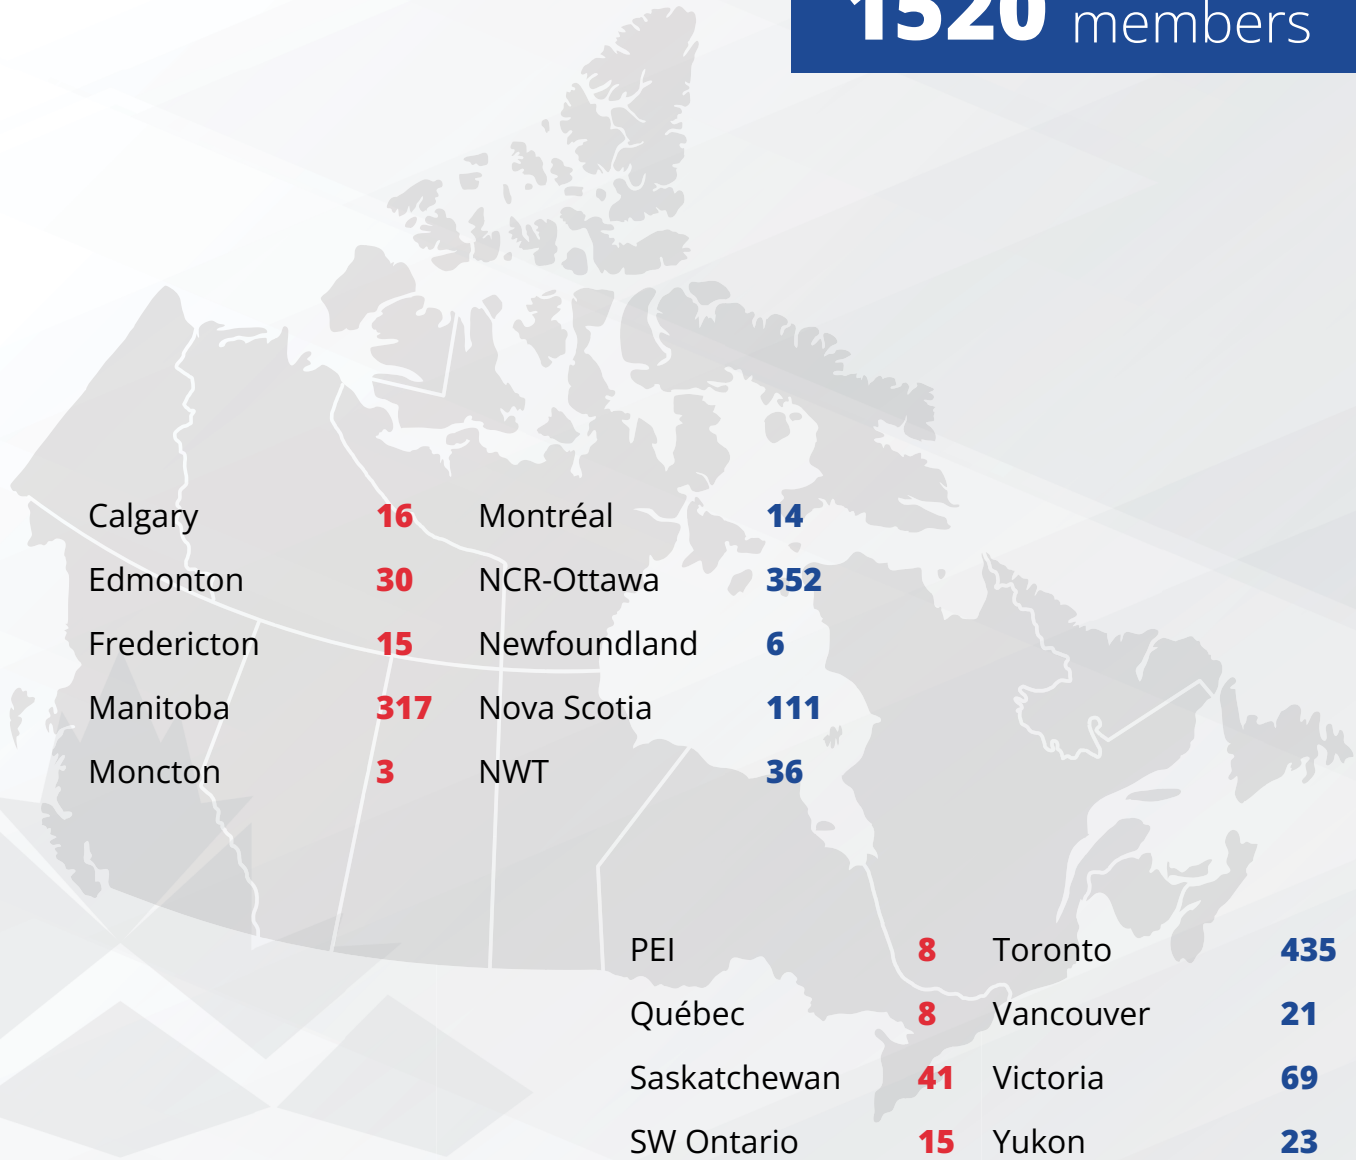 1520 members
Calgary 16 Montréal 14
Edmonton 30 NCR-Ottawa 352
Fredericton 15 Newfoundland 6
Manitoba 317 Nova Scotia 111
Moncton 3 NWT 36
PEI 8 Toronto 435
Québec 8 Vancouver 21
Saskatchewan 41 Victoria 69
SW Ontario 15 Yukon 23